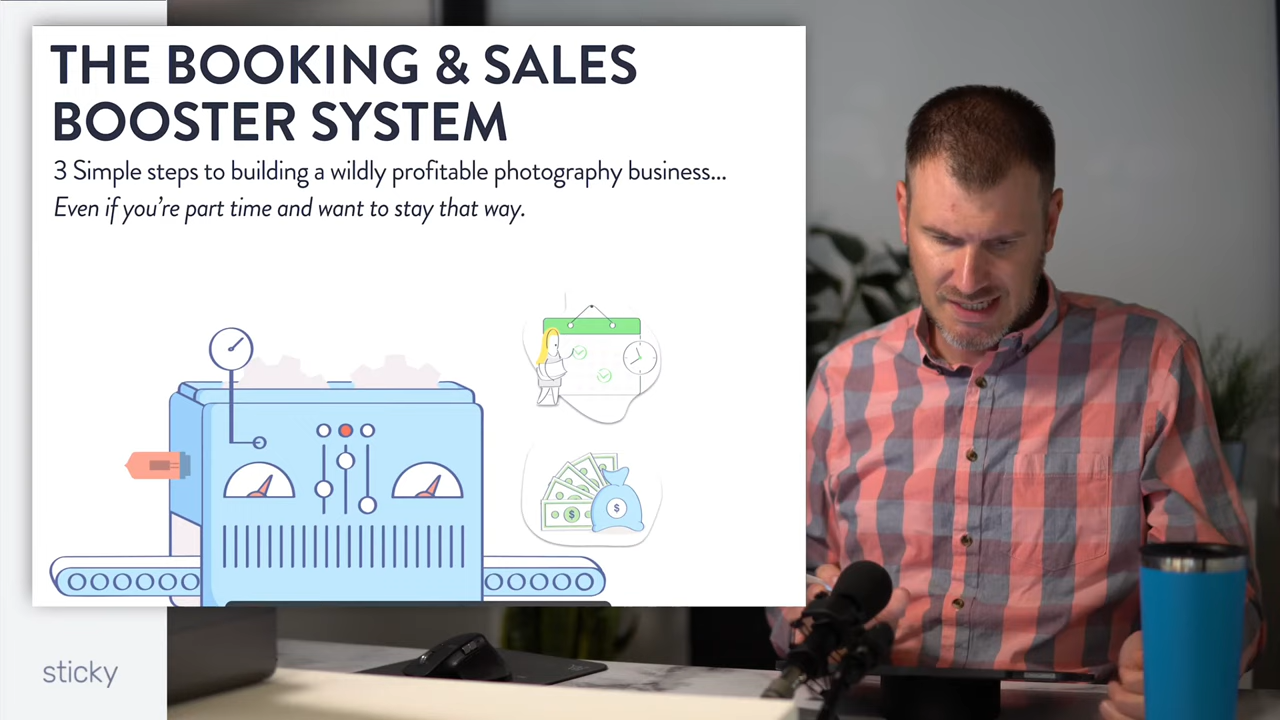 THE BOOKING & SALES
BOOSTER SYSTEM
3 Simple steps to building a wildly profitable photography business...
Even if you’re part time and want to stay that way.
$
$
sticky